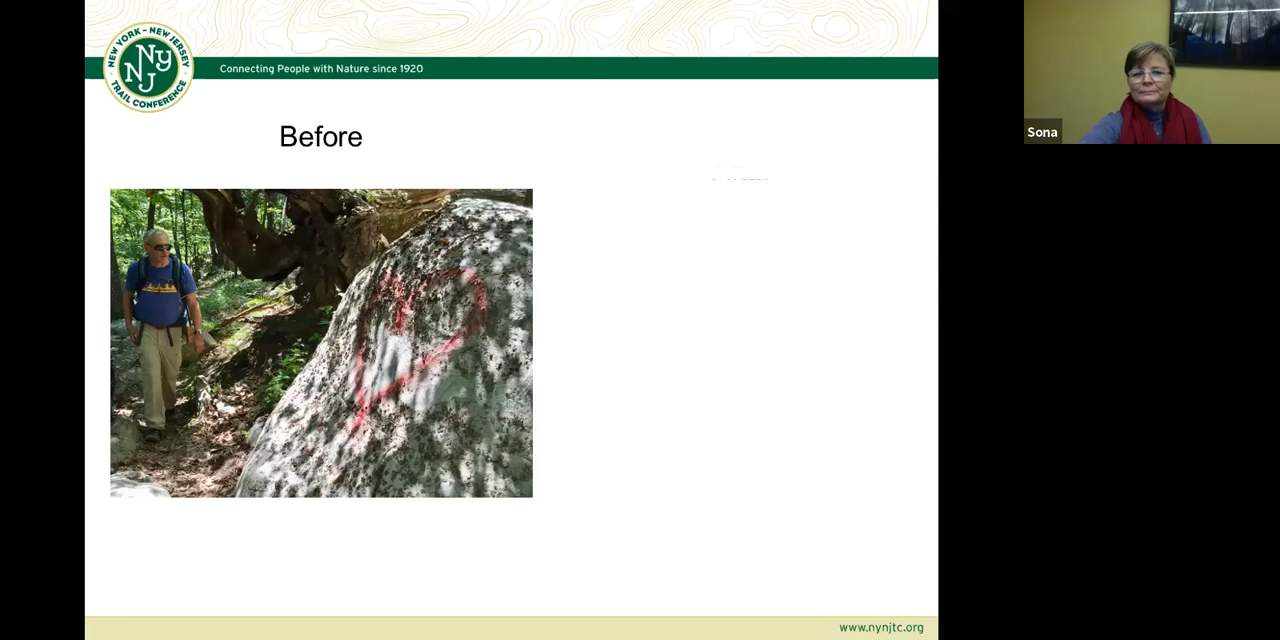 NEW YORK - NEW JERSEY
NY
NJ
TRAIL CONFERENCE
Connecting People with Nature since 1920
Before
Sona
www.nynjtc.org